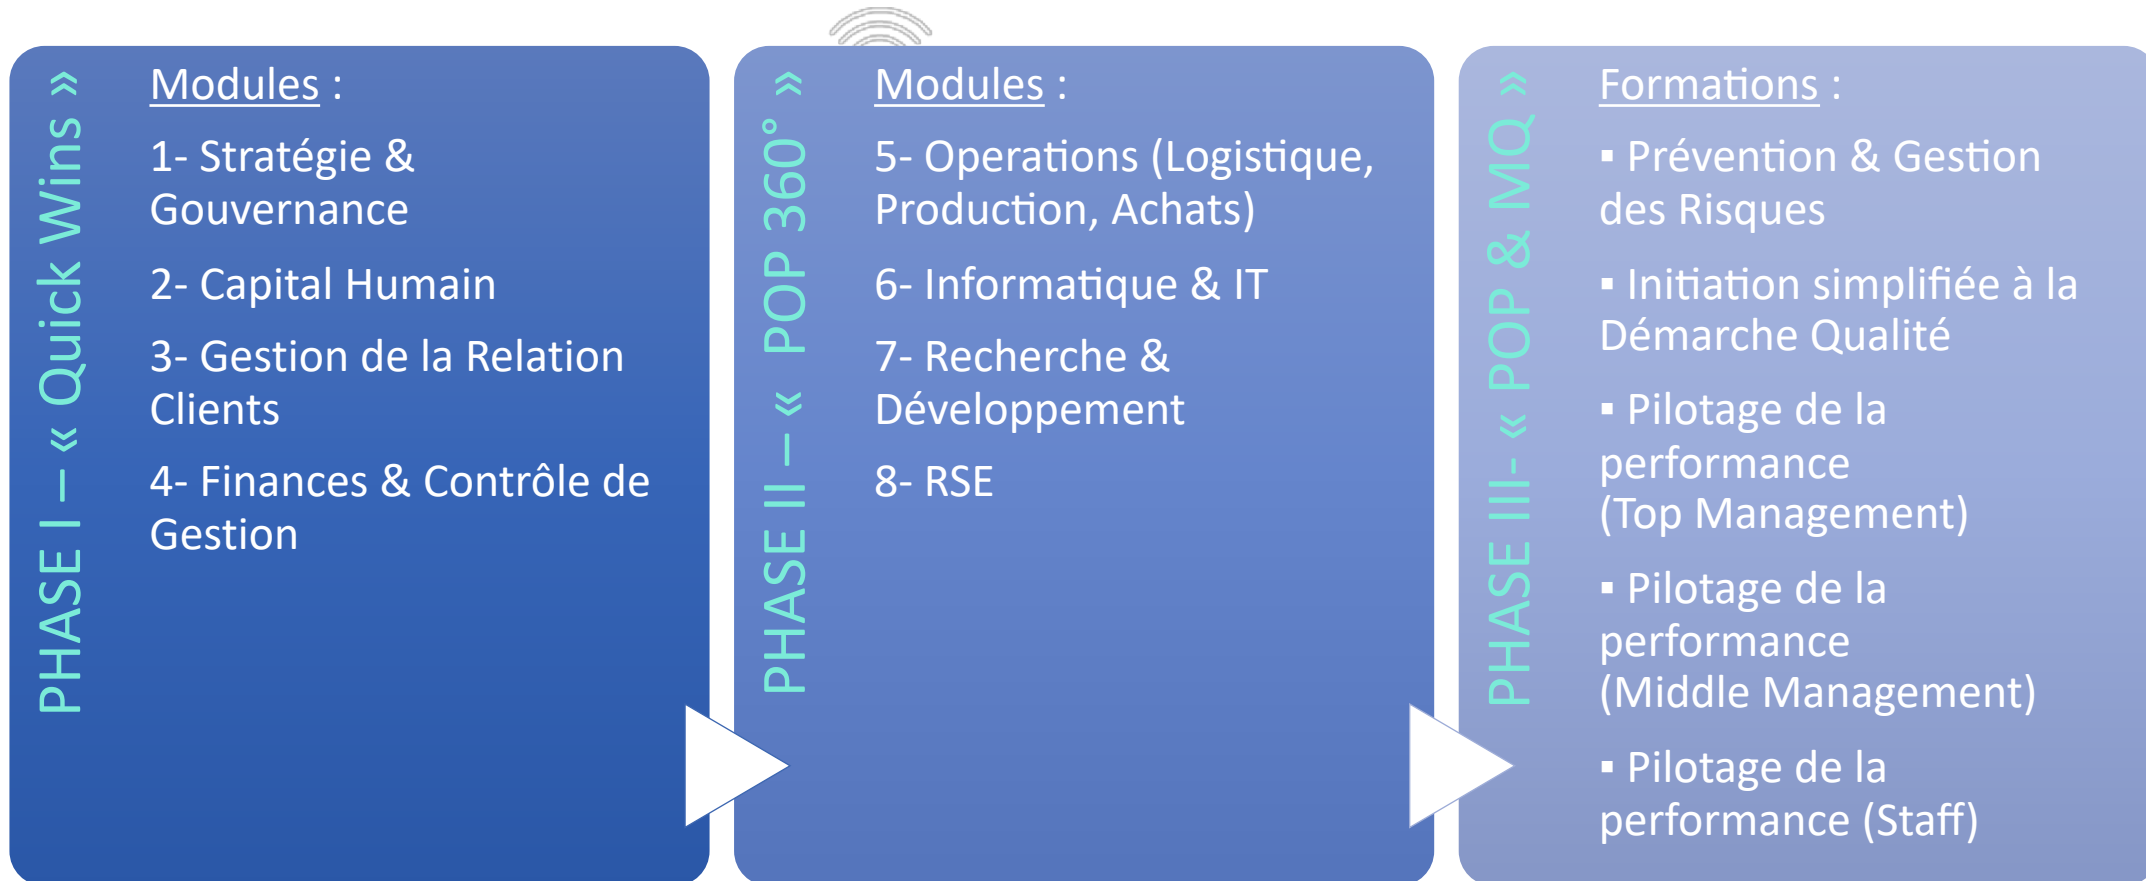 PHASE I – « Quick Wins »
Modules :
1- Stratégie &
Gouvernance
2- Capital Humain
3- Gestion de la Relation
Clients
4- Finances & Contrôle de
Gestion
PHASE II – « POP 360° »
Modules :
5- Operations (Logistique,
Production, Achats)
6- Informatique & IT
7- Recherche &
Développement
8- RSE
PHASE III- « POP & MQ »
Formations :
▪ Prévention & Gestion
des Risques
▪ Initiation simplifiée à la
Démarche Qualité
▪ Pilotage de la
performance
(Top Management)
▪ Pilotage de la
performance
(Middle Management)
▪ Pilotage de la
performance (Staff)